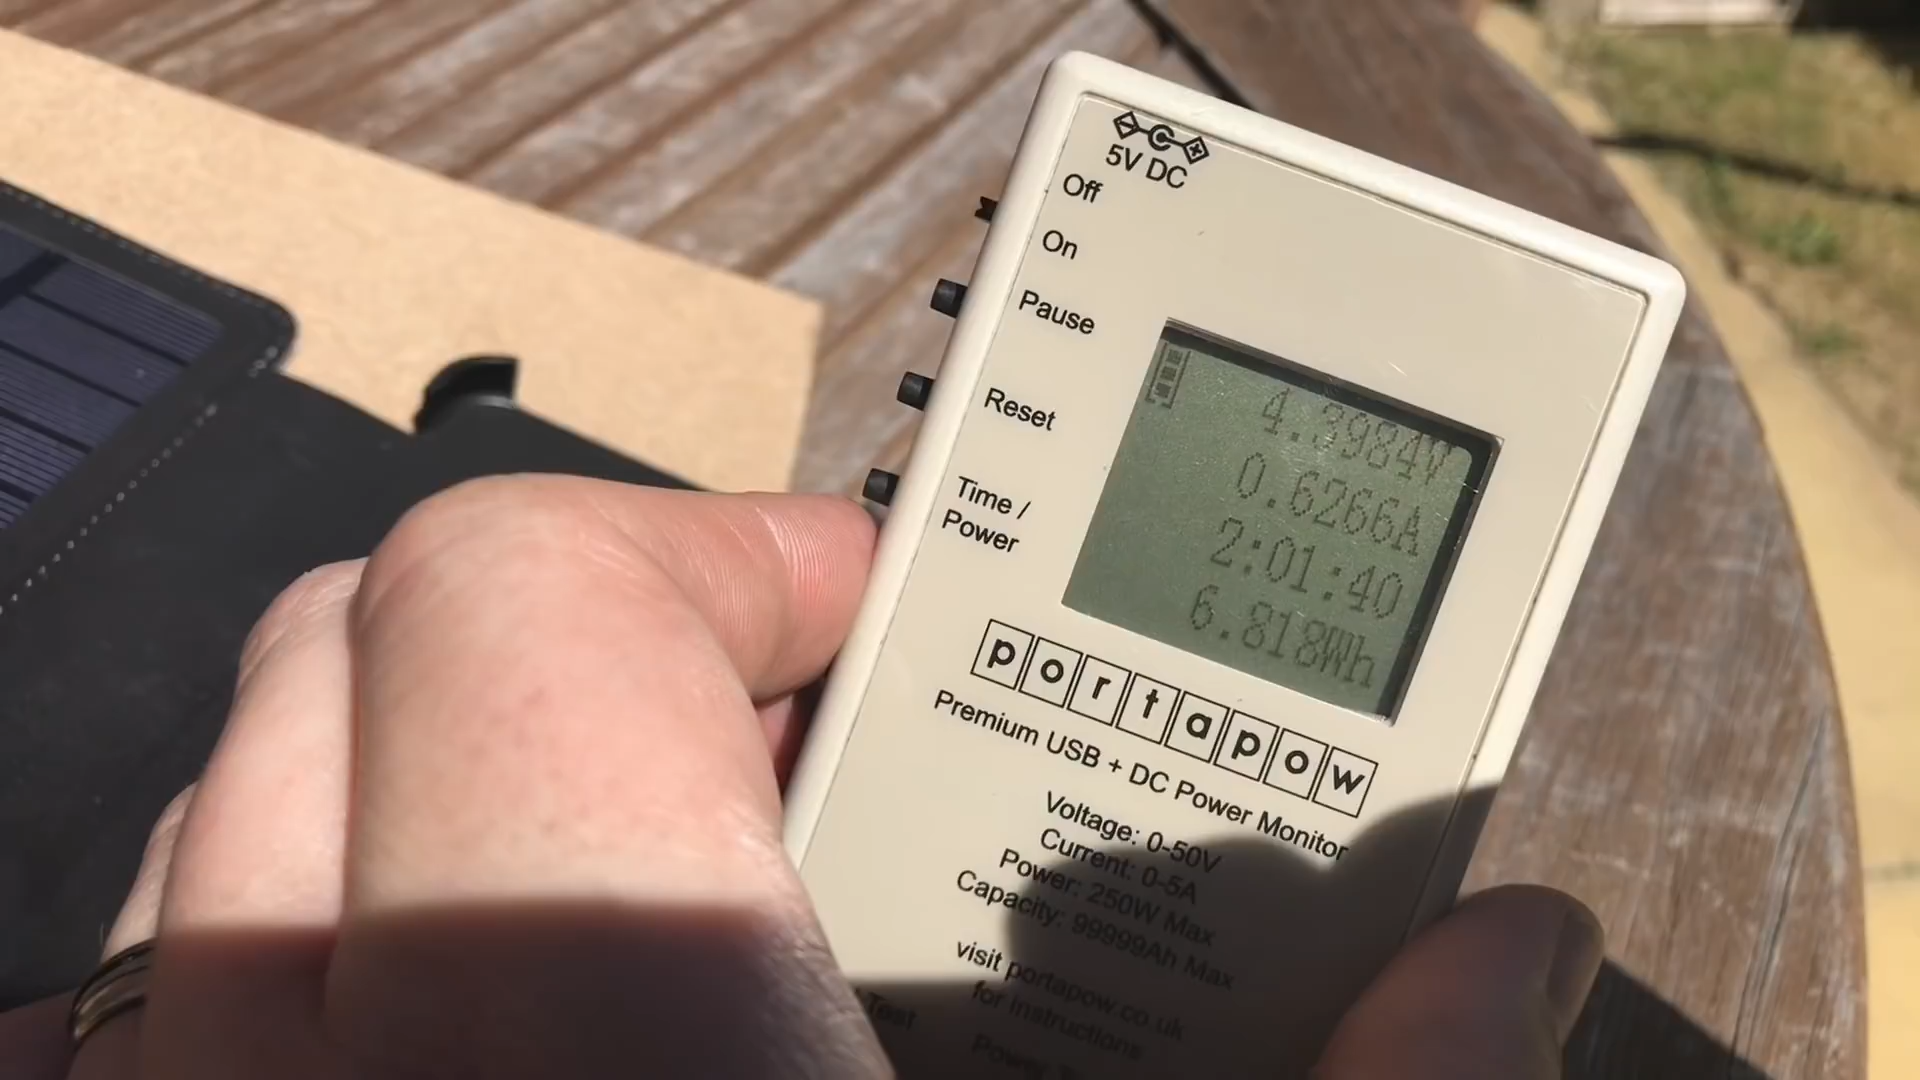 5V DC
Off
On
Pause
Reset
Time /
Power
4.3984V
0.6266A
2:01:40
6.818Wh
portapow
Premium USB + DC Power Monitor
Voltage: 0-50V
Current: 0-5A
Power: 250W Max
Capacity: 99999Ah Max
visit portapow.co.uk
for instructions
Test
Power